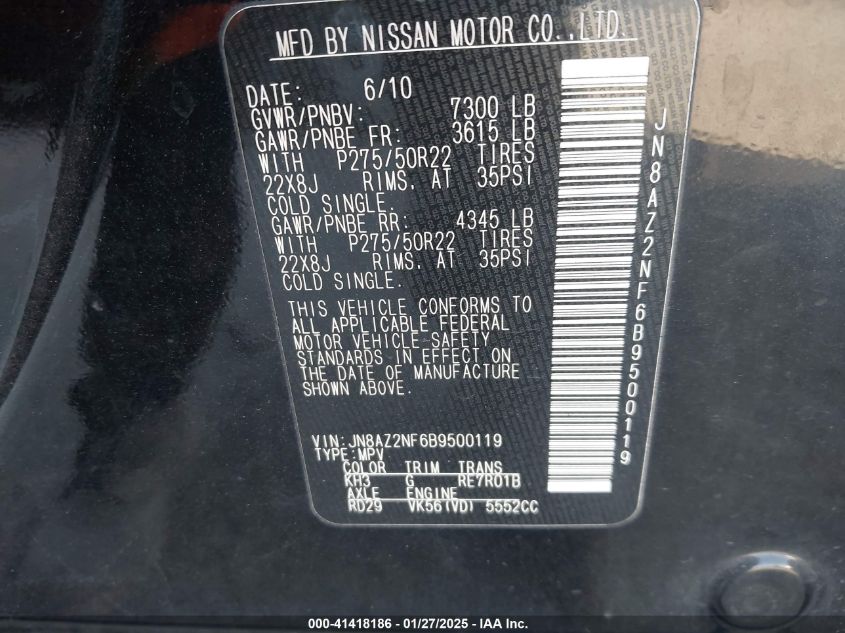 MFD BY NISSAN MOTOR CO.,LTD.
DATE: 6/10
GVWR/PNBV: 7300 LB
GAWR/PNBE FR: 3615 LB
WITH P275/50R22 TIRES
22X8J RIMS. AT 35PSI
COLD SINGLE.
GAWR/PNBE RR: 4345 LB
WITH P275/50R22 TIRES
22X8J RIMS. AT 35PSI
COLD SINGLE.
THIS VEHICLE CONFORMS TO
ALL APPLICABLE FEDERAL
MOTOR VEHICLE SAFETY
STANDARDS IN EFFECT ON
THE DATE OF MANUFACTURE
SHOWN ABOVE.
VIN:JN8AZ2NF6B9500119
TYPE:MPV
COLOR TRIM TRANS
KH3 G RE7R01B
AXLE ENGINE
RD29 VK56(VD) 5552CC
JN8AZ2NF6B9500119
000-41418186 - 01/27/2025 - IAA Inc.